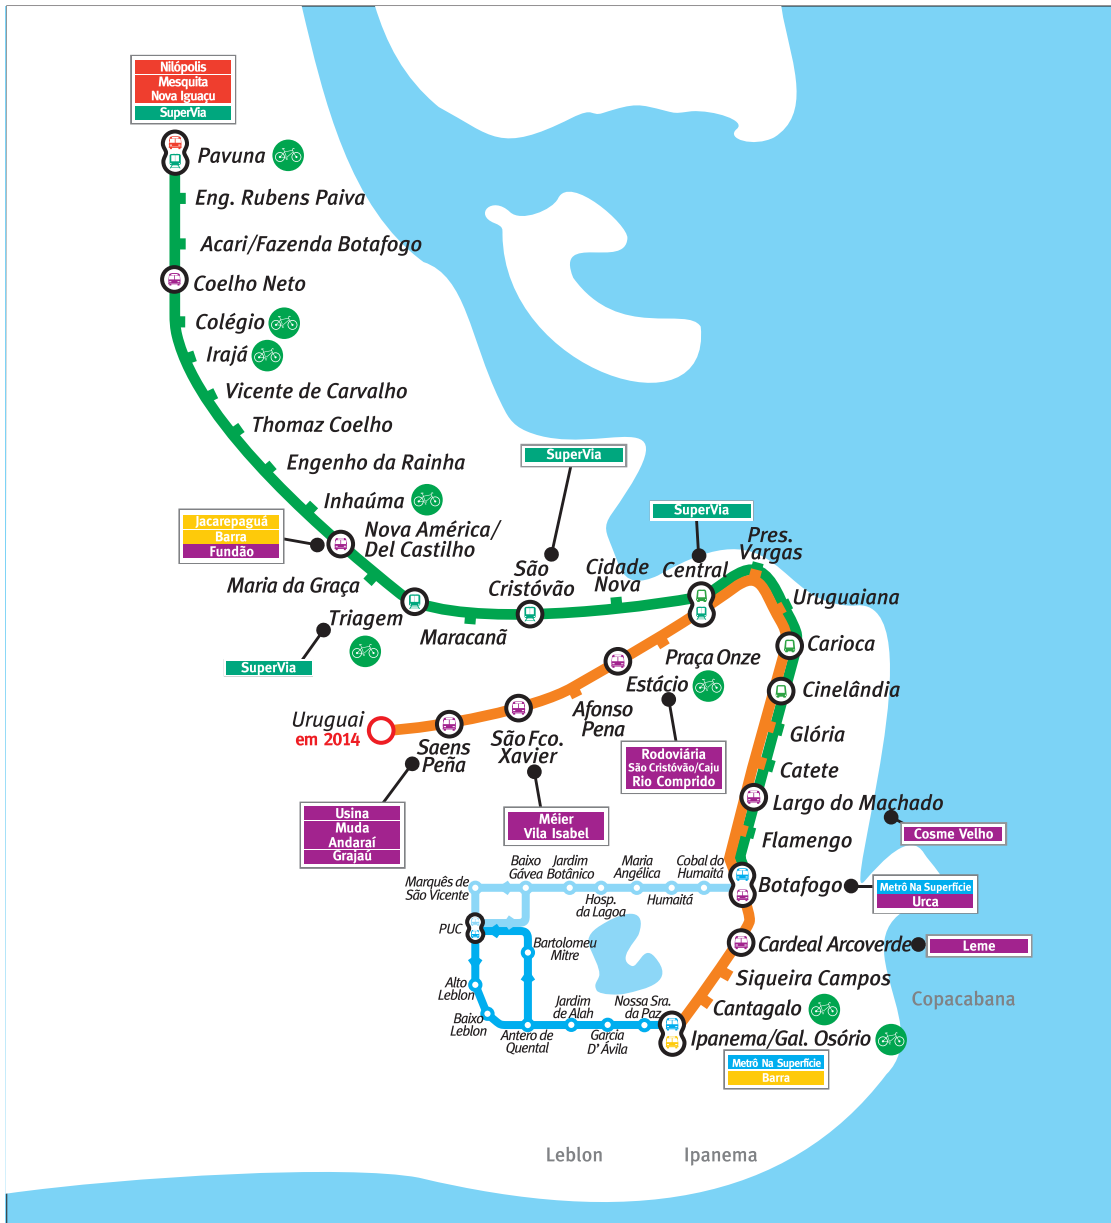 Nilópolis
Mesquita
Nova Iguaçu
SuperVia
Pavuna
Eng. Rubens Paiva
Acari/Fazenda Botafogo
Coelho Neto
Colégio
Irajá
Vicente de Carvalho
Thomaz Coelho
Engenho da Rainha
Inhaúma
Jacarepaguá
Barra
Fundão
Nova América/
Del Castilho
Maria da Graça
Triagem
SuperVia
Maracanã
SuperVia
São
Cristóvão
Cidade
Nova
SuperVia
Central
Pres.
Vargas
Uruguaiana
Carioca
Cinelândia
Glória
Catete
Largo do Machado
Cosme Velho
Flamengo
Praça Onze
Estácio
Rodoviária
São Cristóvão/Caju
Rio Comprido
Afonso
Pena
São Fco.
Xavier
Méier
Vila Isabel
Saens
Peña
Usina
Muda
Andaraí
Grajaú
Uruguai
em 2014
Botafogo
Metrô Na Superfície
Urca
Cobal do
Humaitá
Humaitá
Maria
Angélica
Hosp.
da Lagoa
Jardim
Botânico
Baixo
Gávea
Marquês de
São Vicente
PUC
Bartolomeu
Mitre
Alto
Leblon
Baixo
Leblon
Antero de
Quental
Jardim
de Alah
Garcia
D' Ávila
Nossa Sra.
da Paz
Cardeal Arcoverde
Leme
Siqueira Campos
Cantagalo
Copacabana
Ipanema/Gal. Osório
Metrô Na Superfície
Barra
Leblon
Ipanema